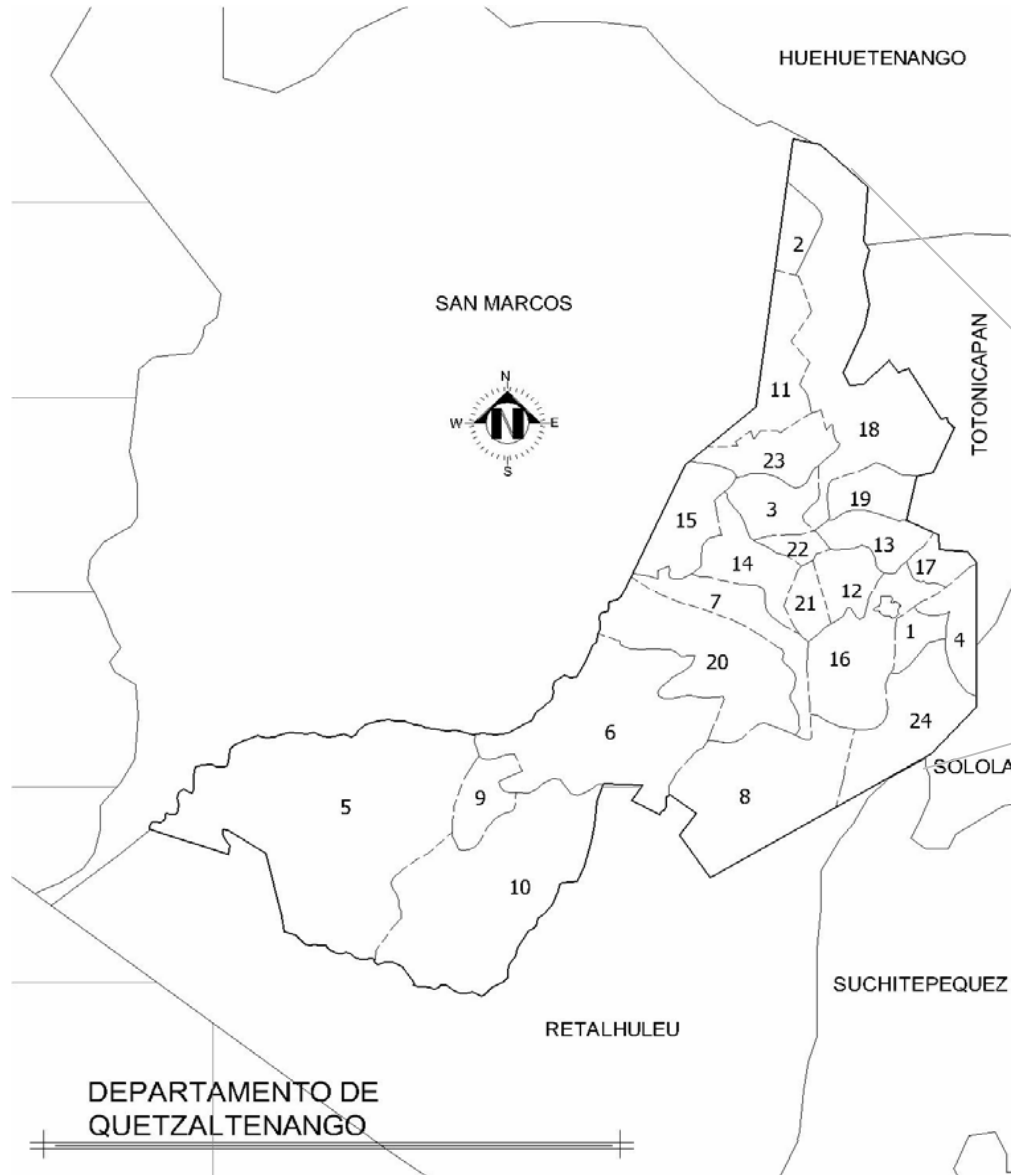 HUEHUETENANGO
2
SAN MARCOS
TOTONICAPAN
N
W
E
N
S
11
18
23
19
15
3
13
22
14
17
12
7
21
1
4
16
20
24
6
SOLOLA
5
9
8
10
SUCHITEPEQUEZ
RETALHULEU
DEPARTAMENTO DE
QUETZALTENANGO